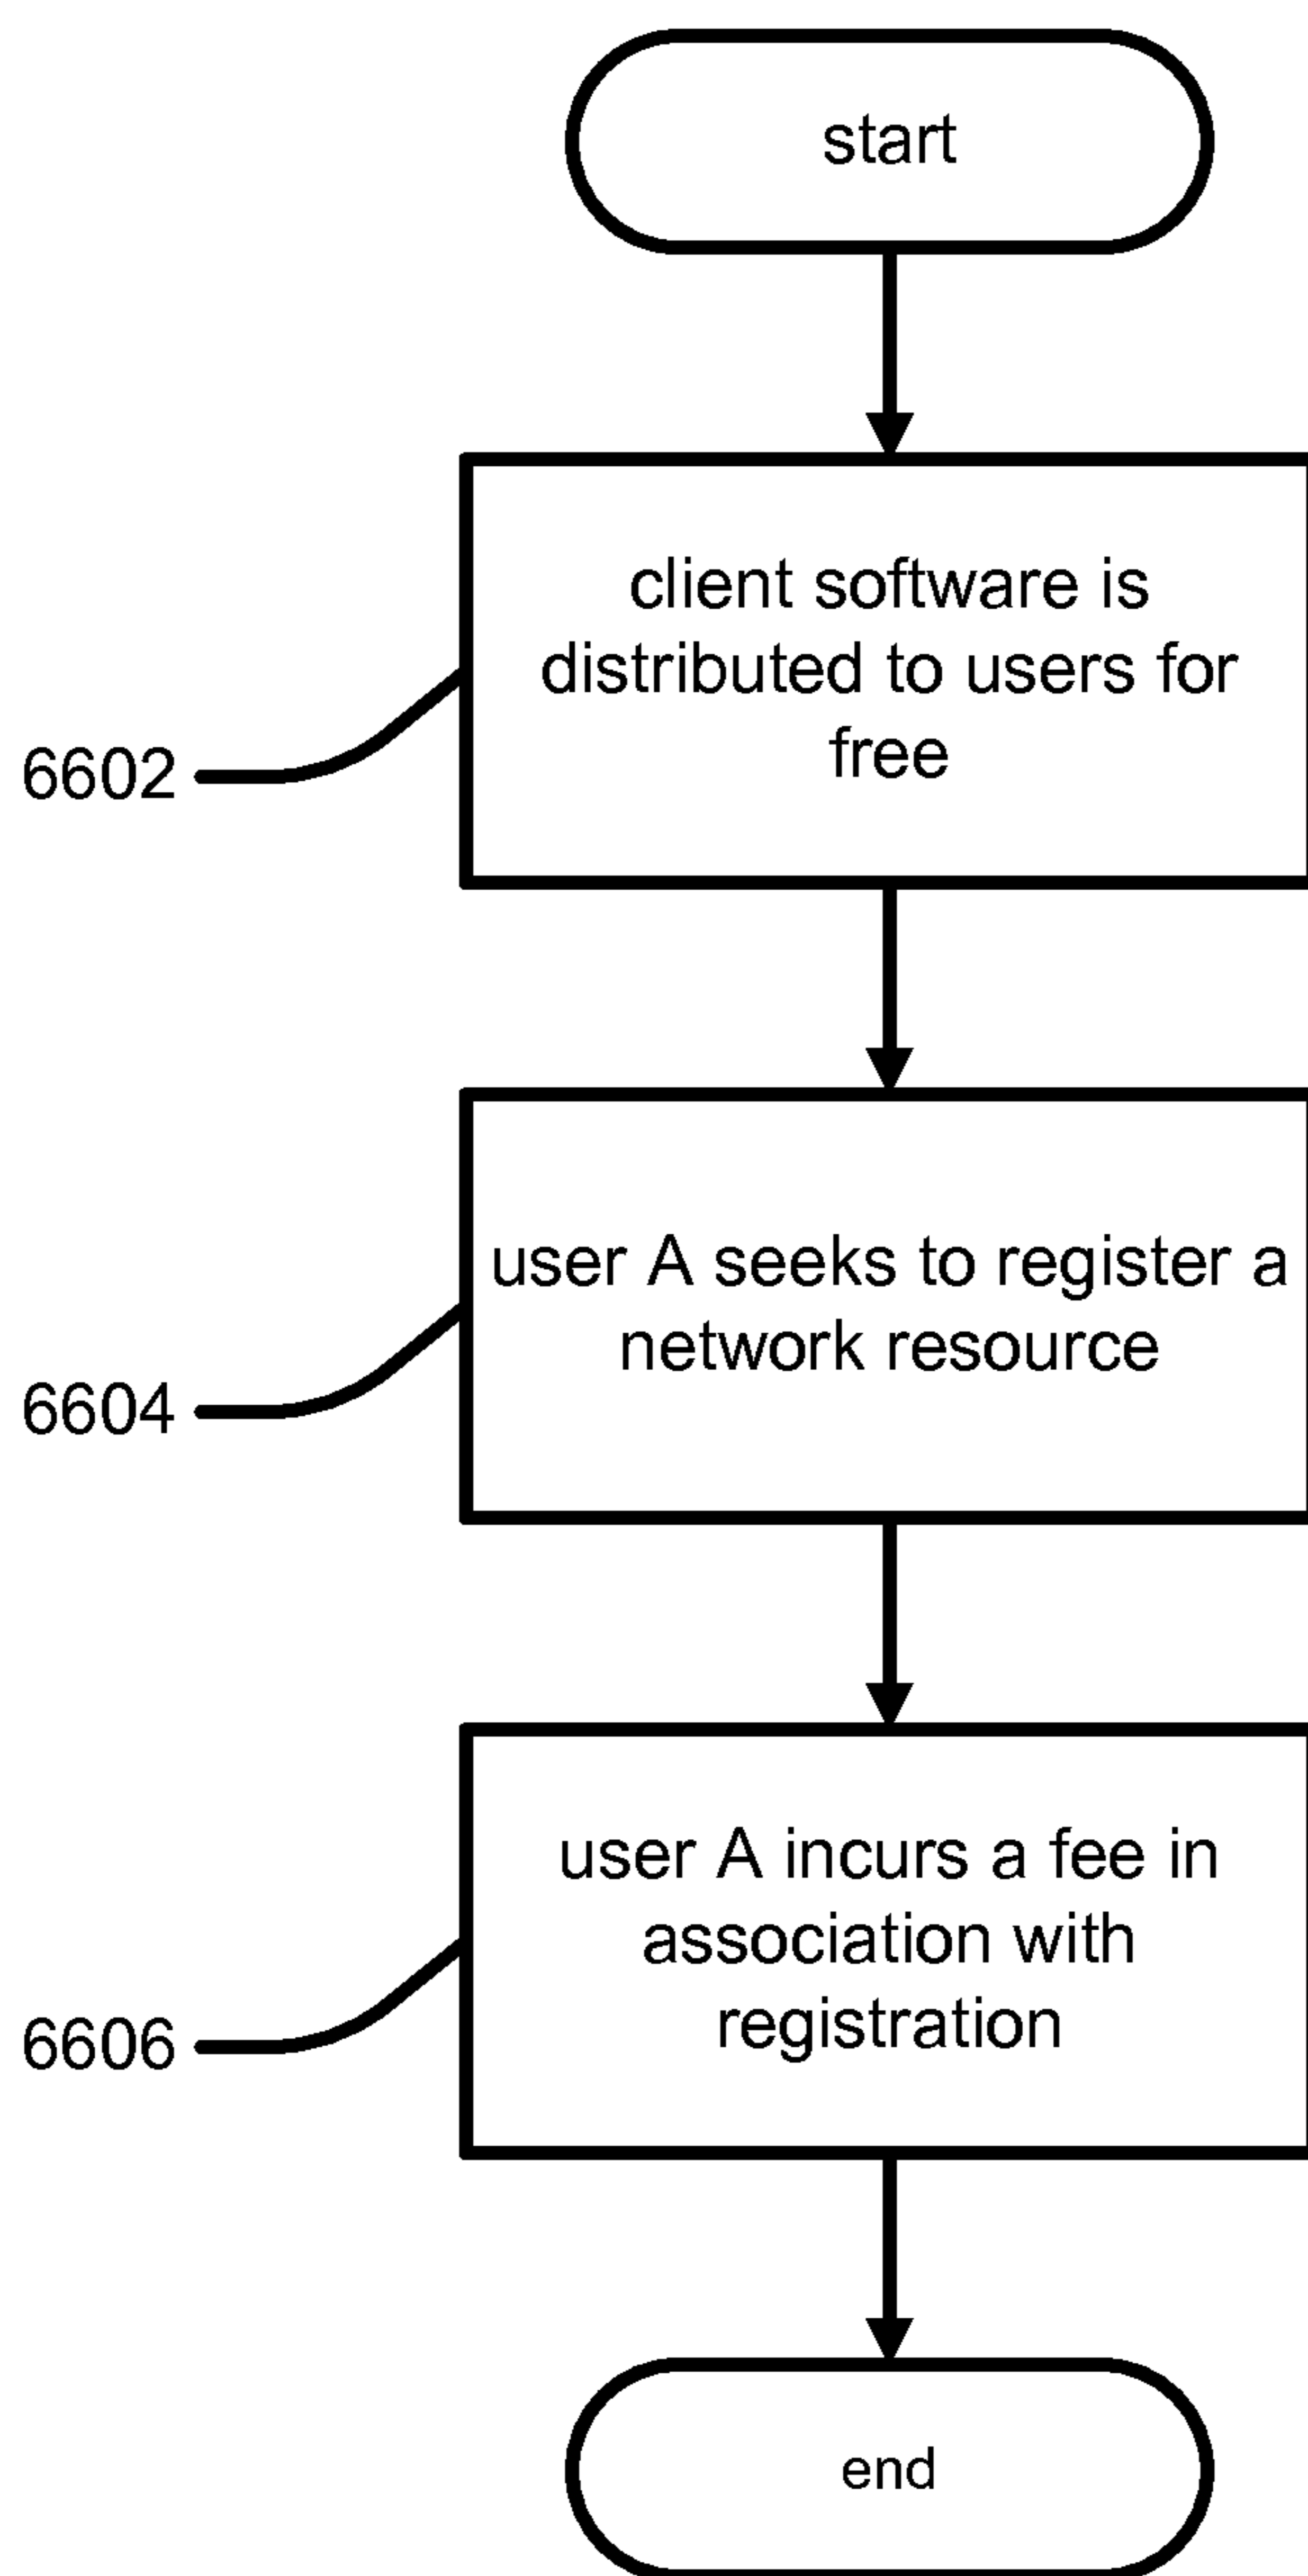 start
client software is
distributed to users for
free
6602
user A seeks to register a
network resource
6604
user A incurs a fee in
association with
registration
6606
end